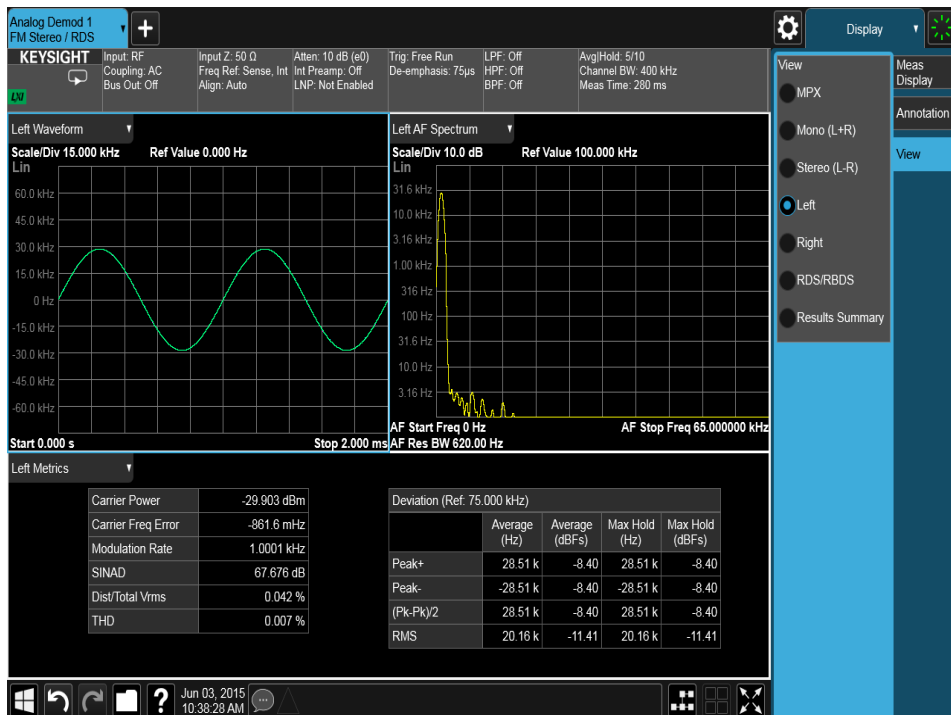 Analog Demod 1
FM Stereo / RDS
+
Display
KEYSIGHT
LXI
Input: RF
Coupling: AC
Bus Out: Off
Input Z: 50 Ω
Freq Ref: Sense, Int
Align: Auto
Atten: 10 dB (e0)
Int Preamp: Off
LNP: Not Enabled
Trig: Free Run
De-emphasis: 75µs
LPF: Off
HPF: Off
BPF: Off
Avg|Hold: 5/10
Channel BW: 400 kHz
Meas Time: 280 ms
View
MPX
Mono (L+R)
Stereo (L-R)
Left
Right
RDS/RBDS
Results Summary
Meas
Display
Annotation
View
Left Waveform
Scale/Div 15.000 kHz Ref Value 0.000 Hz
Lin
60.0 kHz
45.0 kHz
30.0 kHz
15.0 kHz
0 Hz
-15.0 kHz
-30.0 kHz
-45.0 kHz
-60.0 kHz
Start 0.000 s Stop 2.000 ms
Left AF Spectrum
Scale/Div 10.0 dB Ref Value 100.000 kHz
Lin
31.6 kHz
10.0 kHz
3.16 kHz
1.00 kHz
316 Hz
100 Hz
31.6 Hz
10.0 Hz
3.16 Hz
AF Start Freq 0 Hz AF Stop Freq 65.000000 kHz
AF Res BW 620.00 Hz
Left Metrics
Carrier Power -29.903 dBm
Carrier Freq Error -861.6 mHz
Modulation Rate 1.0001 kHz
SINAD 67.676 dB
Dist/Total Vrms 0.042 %
THD 0.007 %
Deviation (Ref: 75.000 kHz)
Average (Hz) Average (dBFs) Max Hold (Hz) Max Hold (dBFs)
Peak+ 28.51 k -8.40 28.51 k -8.40
Peak- -28.51 k -8.40 -28.51 k -8.40
(Pk-Pk)/2 28.51 k -8.40 28.51 k -8.40
RMS 20.16 k -11.41 20.16 k -11.41
?
Jun 03, 2015
10:38:28 AM